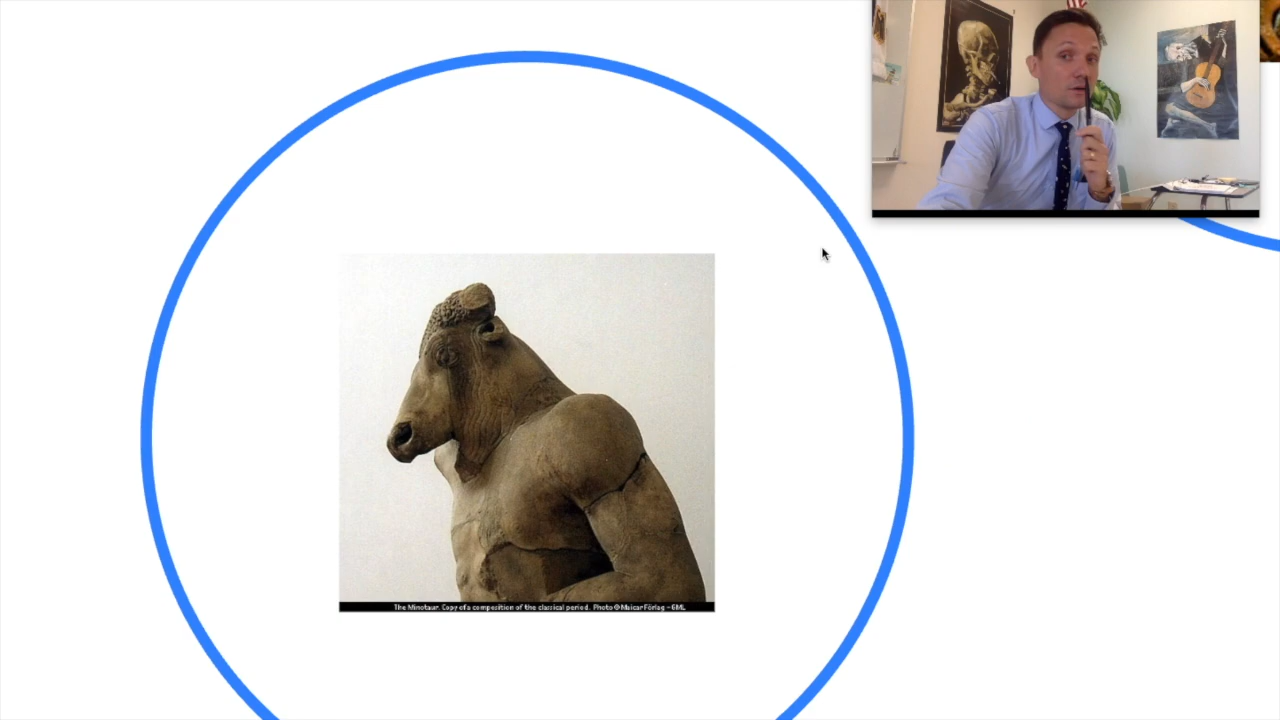 The Minotaur. Copy of a composition of the classical period. Photo © Maicar Förlag – GML